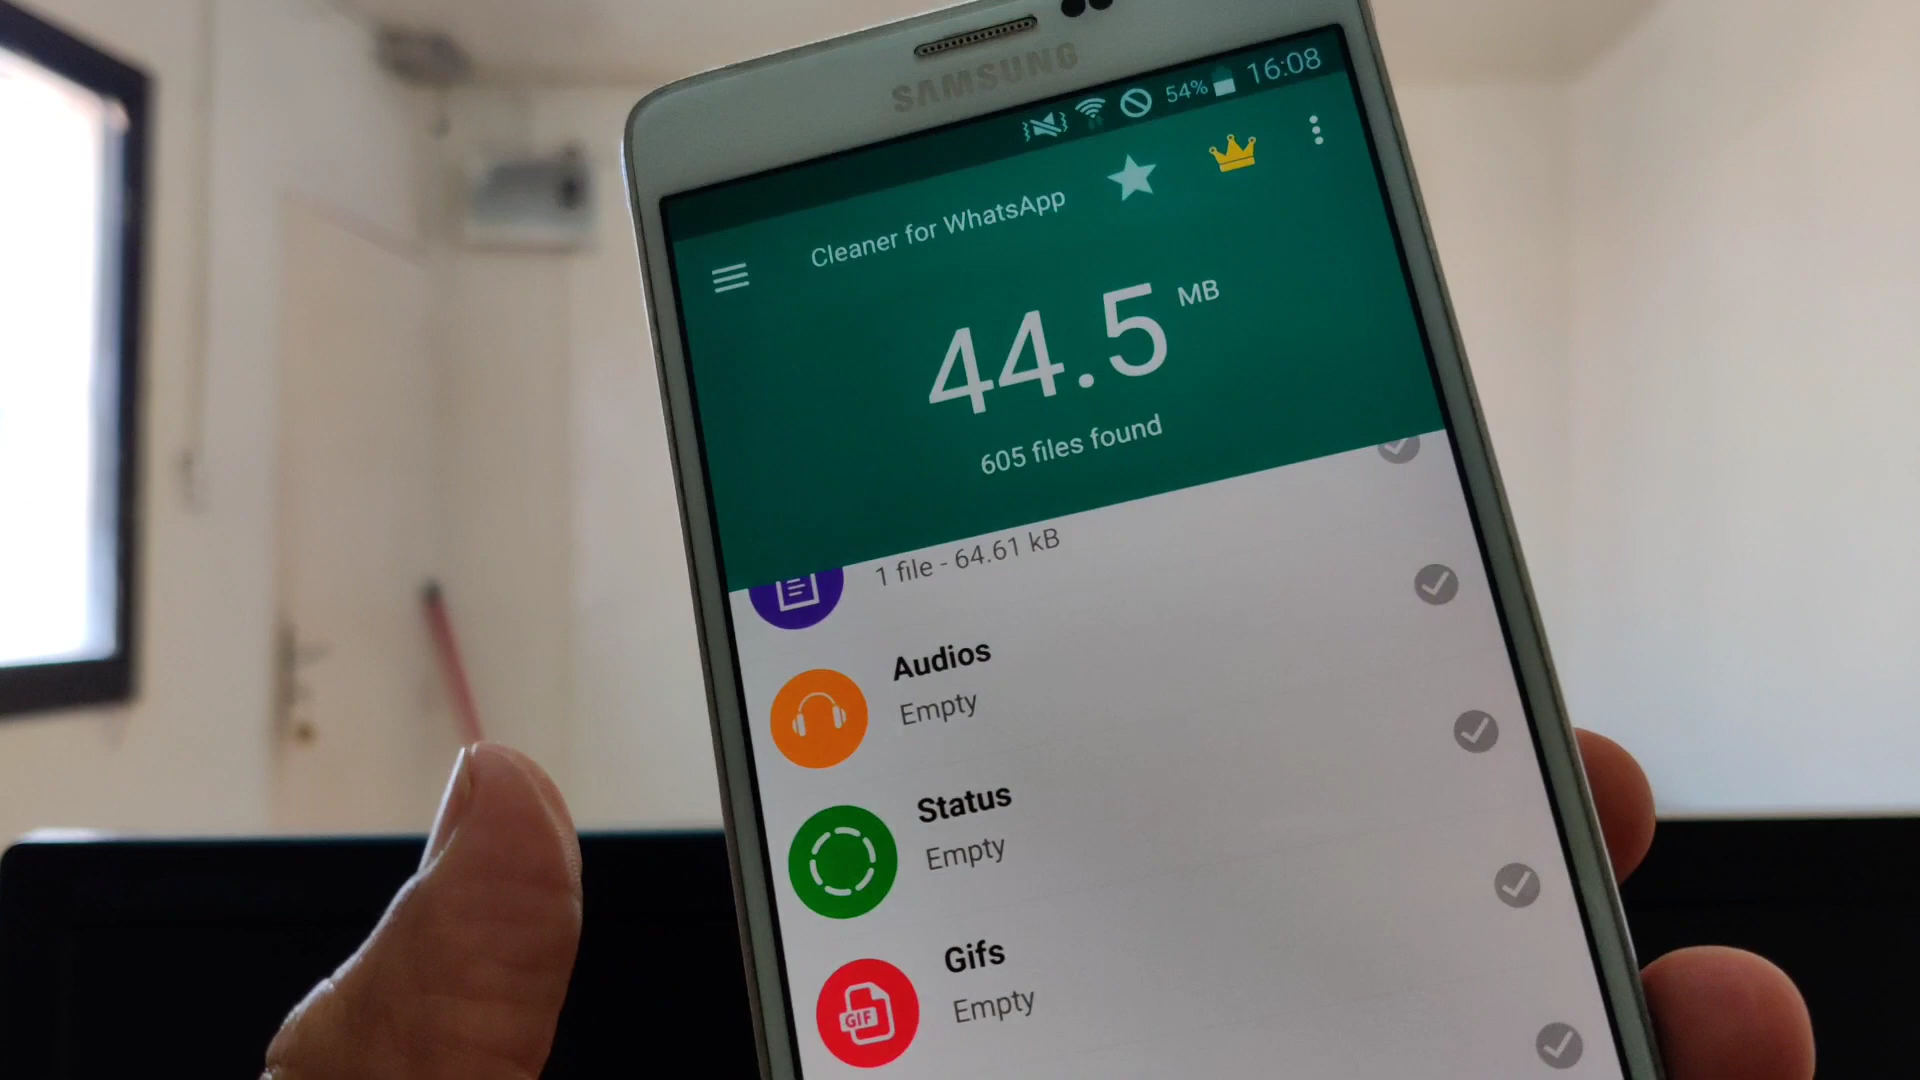 SAMSUNG
54% 16:08
Cleaner for WhatsApp
44.5 MB
605 files found
1 file - 64.61 kB
Audios
Empty
Status
Empty
Gifs
GIF
Empty